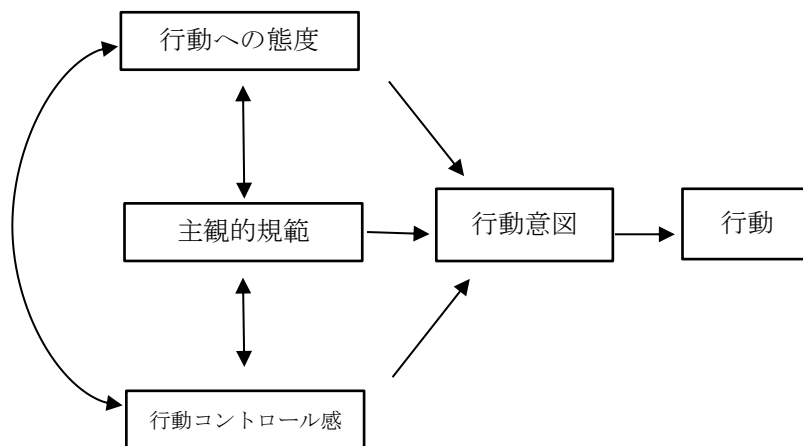 行動への態度
主観的規範
行動意図
行動
行動コントロール感